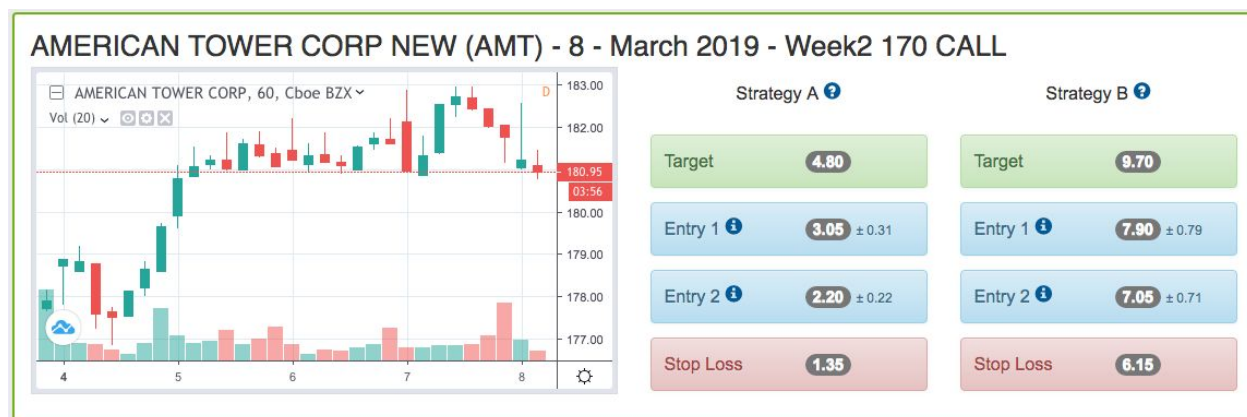 AMERICAN TOWER CORP NEW (AMT) - 8 - March 2019 - Week2 170 CALL
AMERICAN TOWER CORP, 60, Cboe BZX
D
Vol (20)
183.00
182.00
180.95
03:56
180.00
179.00
178.00
177.00
4 5 6 7 8
Strategy A ?
Target 4.80
Entry 1 i 3.05 ± 0.31
Entry 2 i 2.20 ± 0.22
Stop Loss 1.35
Strategy B ?
Target 9.70
Entry 1 i 7.90 ± 0.79
Entry 2 i 7.05 ± 0.71
Stop Loss 6.15